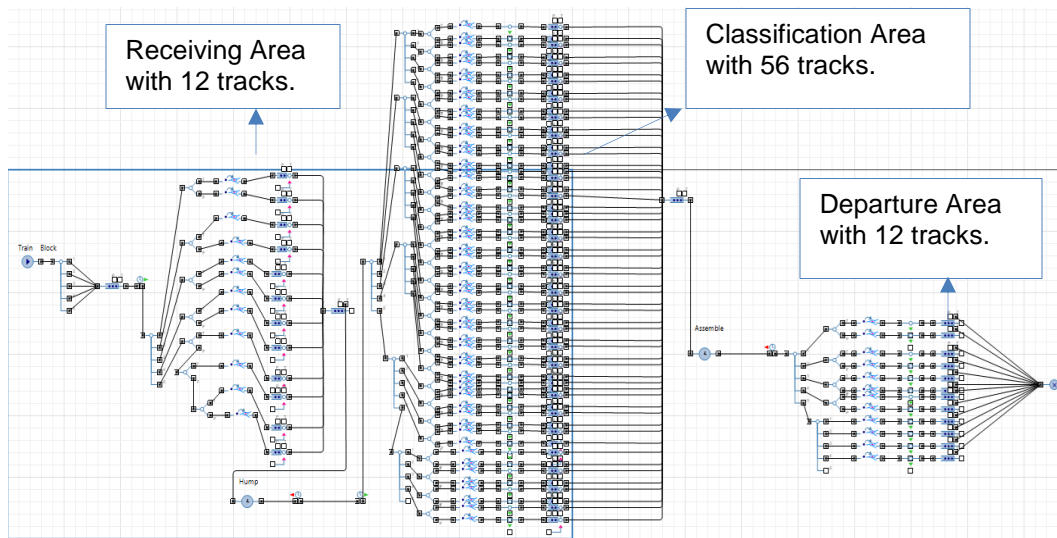 Receiving Area
with 12 tracks.
Classification Area
with 56 tracks.
Departure Area
with 12 tracks.
Train Block
Assemble
Hump